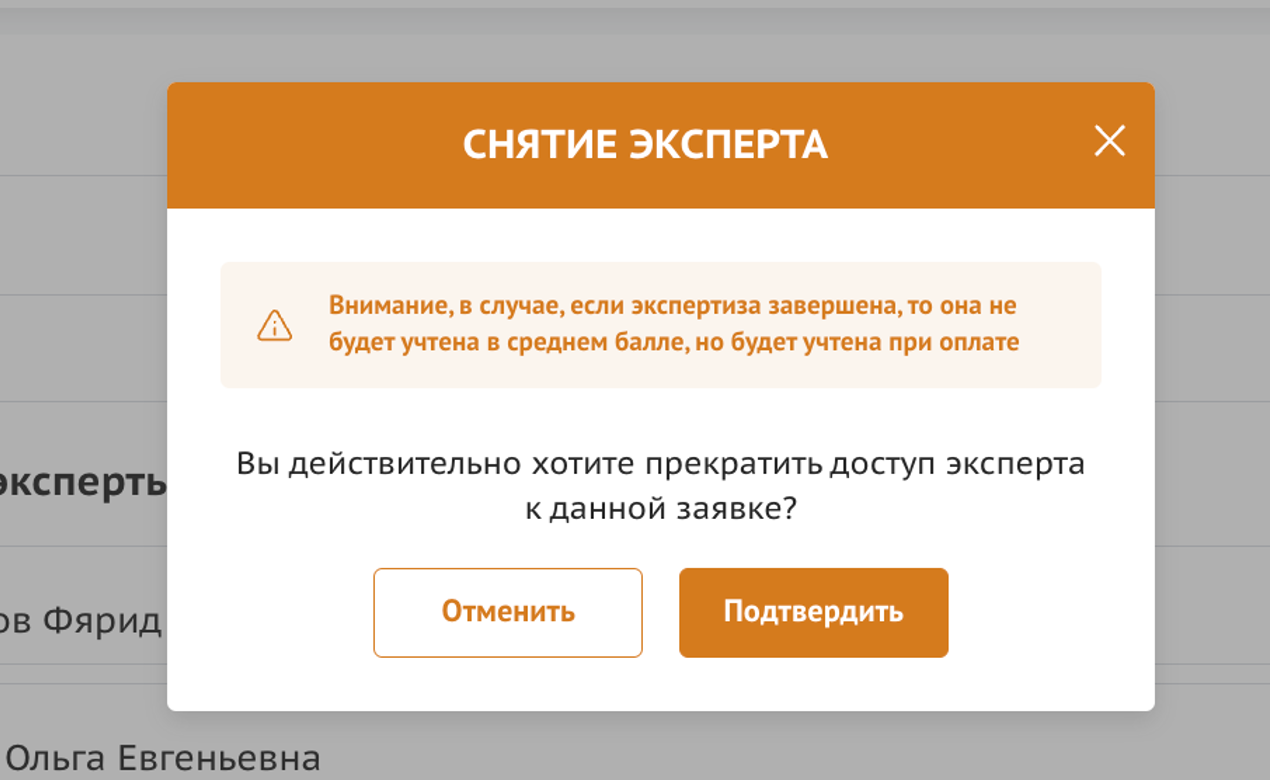 СНЯТИЕ ЭКСПЕРТА
Внимание, в случае, если экспертиза завершена, то она не
будет учтена в среднем балле, но будет учтена при оплате
Вы действительно хотите прекратить доступ эксперта
к данной заявке?
эксперты
Отменить
Подтвердить
ов Фярид
Ольга Евгеньевна